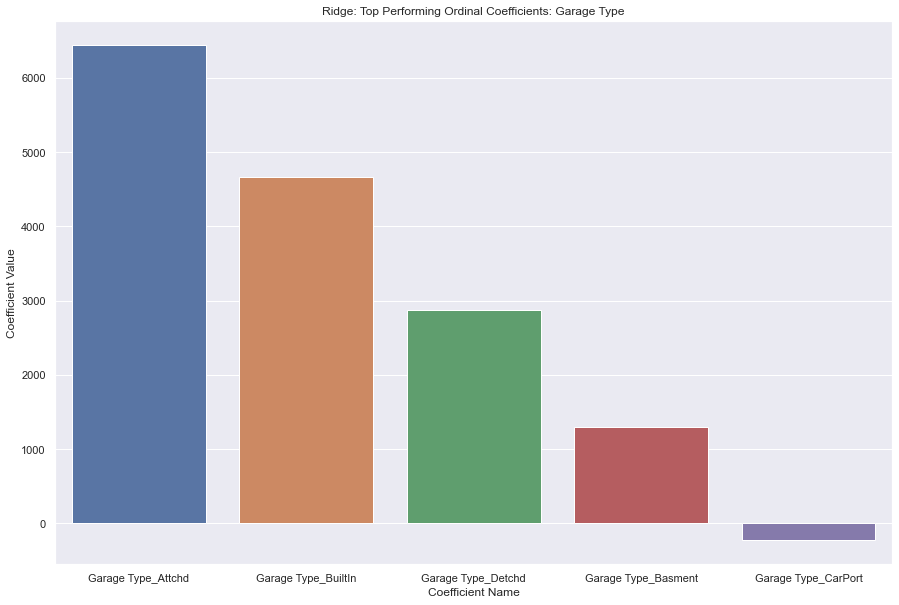 Ridge: Top Performing Ordinal Coefficients: Garage Type
Coefficient Value
6000
5000
4000
3000
2000
1000
0
Garage Type_Attchd
Garage Type_BuiltIn
Garage Type_Detchd
Garage Type_Basment
Garage Type_CarPort
Coefficient Name